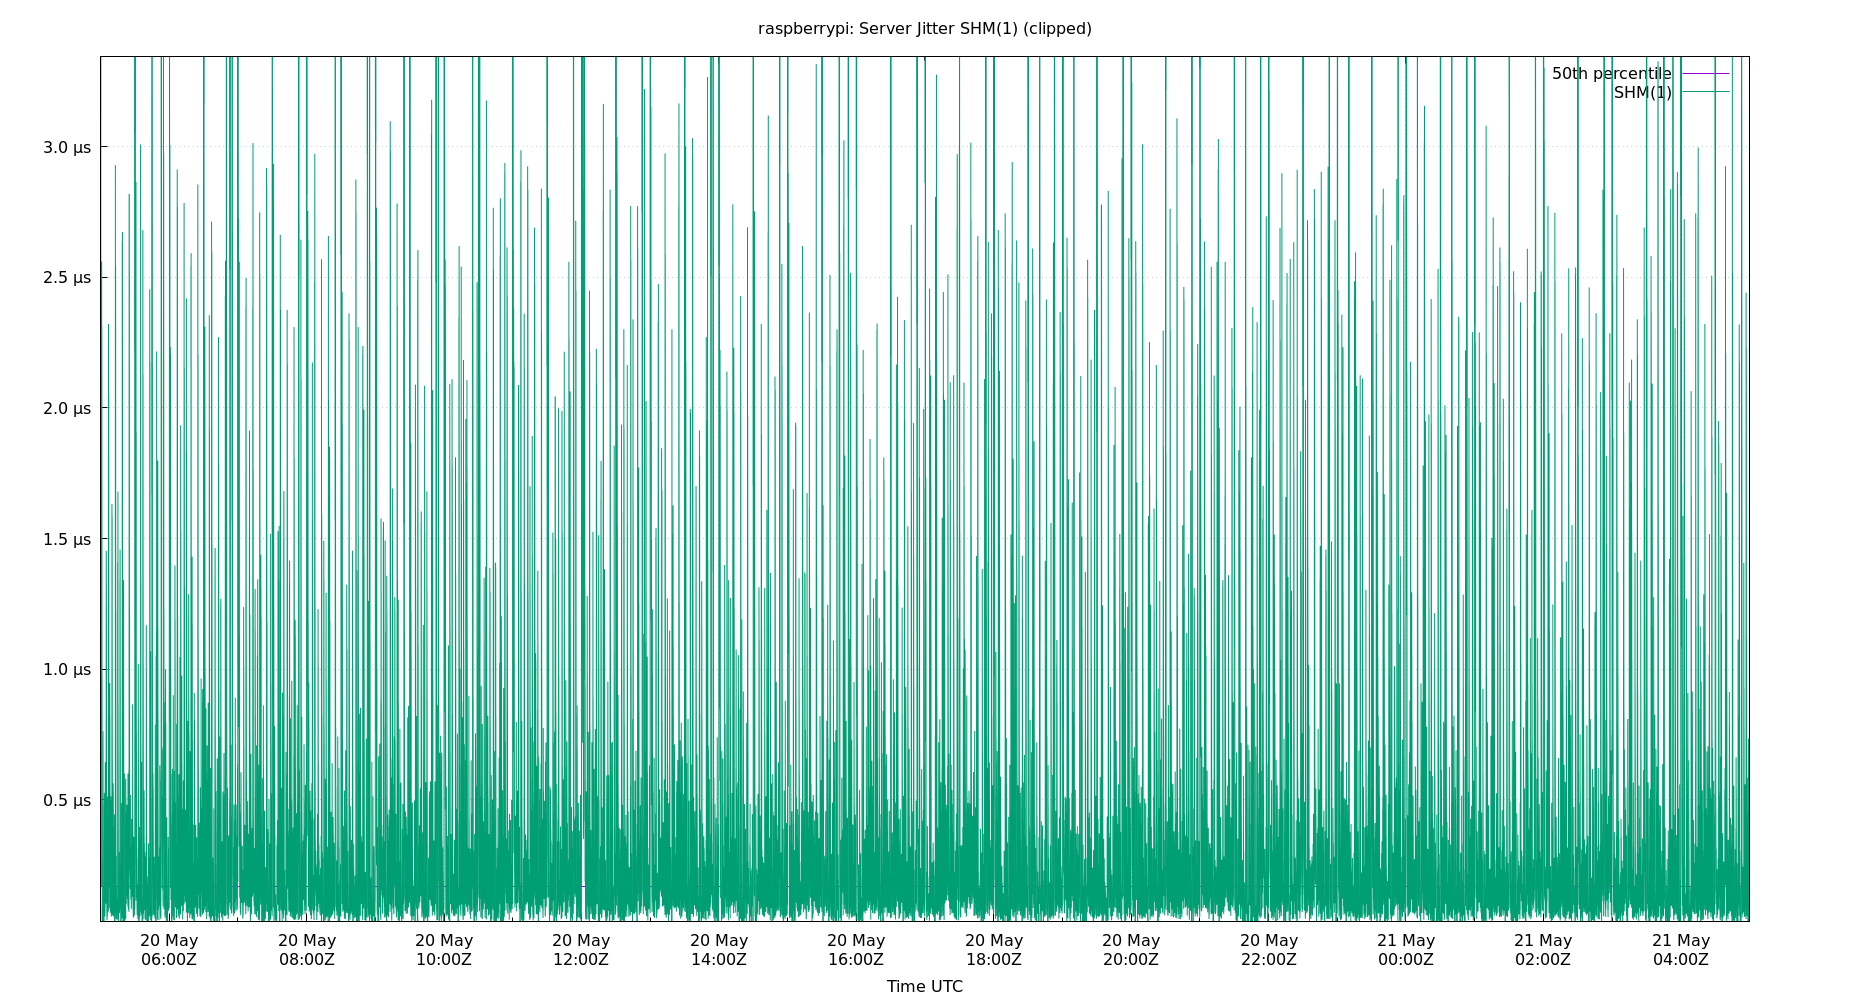 raspberrypi: Server Jitter SHM(1) (clipped)
50th percentile
SHM(1)
3.0 µs
2.5 µs
2.0 µs
1.5 µs
1.0 µs
0.5 µs
20 May 20 May 20 May 20 May 20 May 20 May 20 May 20 May 20 May 21 May 21 May 21 May
06:00Z 08:00Z 10:00Z 12:00Z 14:00Z 16:00Z 18:00Z 20:00Z 22:00Z 00:00Z 02:00Z 04:00Z
Time UTC